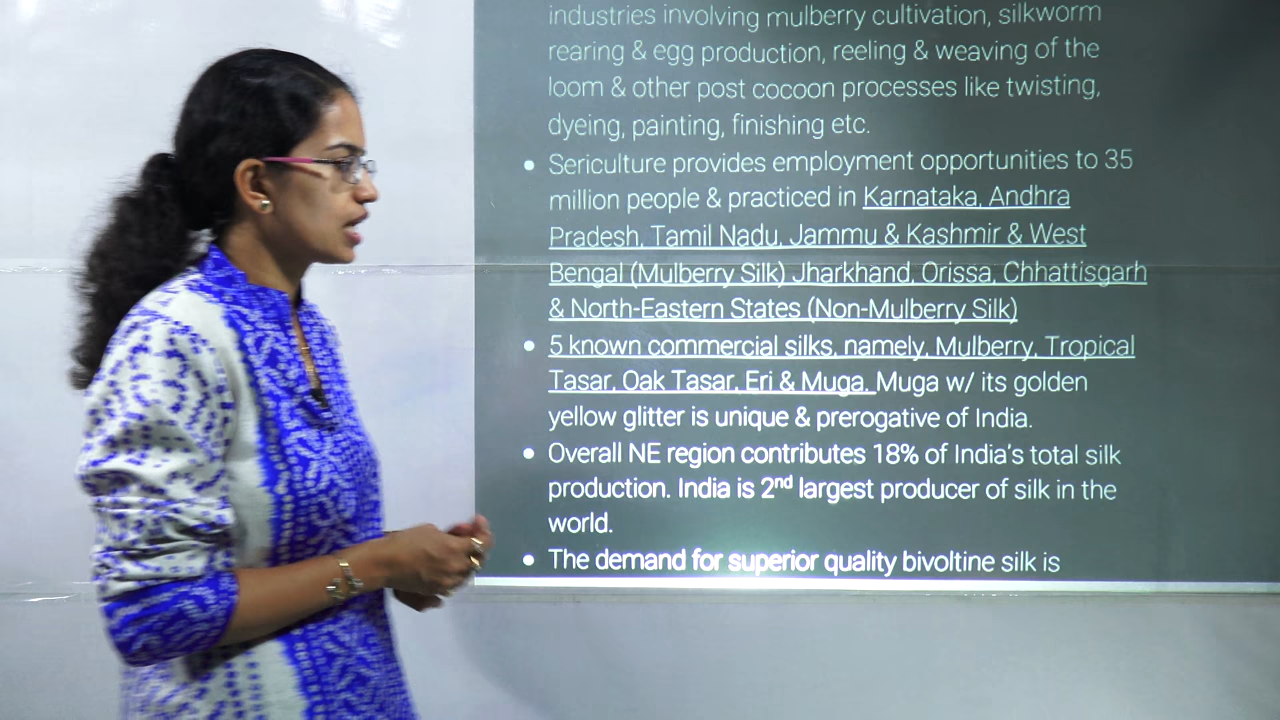 industries involving mulberry cultivation, silkworm
rearing & egg production, reeling & weaving of the
loom & other post cocoon processes like twisting,
dyeing, painting, finishing etc.
• Sericulture provides employment opportunities to 35
million people & practiced in Karnataka, Andhra
Pradesh, Tamil Nadu, Jammu & Kashmir & West
Bengal (Mulberry Silk) Jharkhand, Orissa, Chhattisgarh
& North-Eastern States (Non-Mulberry Silk)
• 5 known commercial silks, namely, Mulberry, Tropical
Tasar, Oak Tasar, Eri & Muga. Muga w/ its golden
yellow glitter is unique & prerogative of India.
• Overall NE region contributes 18% of India's total silk
production. India is 2nd largest producer of silk in the
world.
• The demand for superior quality bivoltine silk is